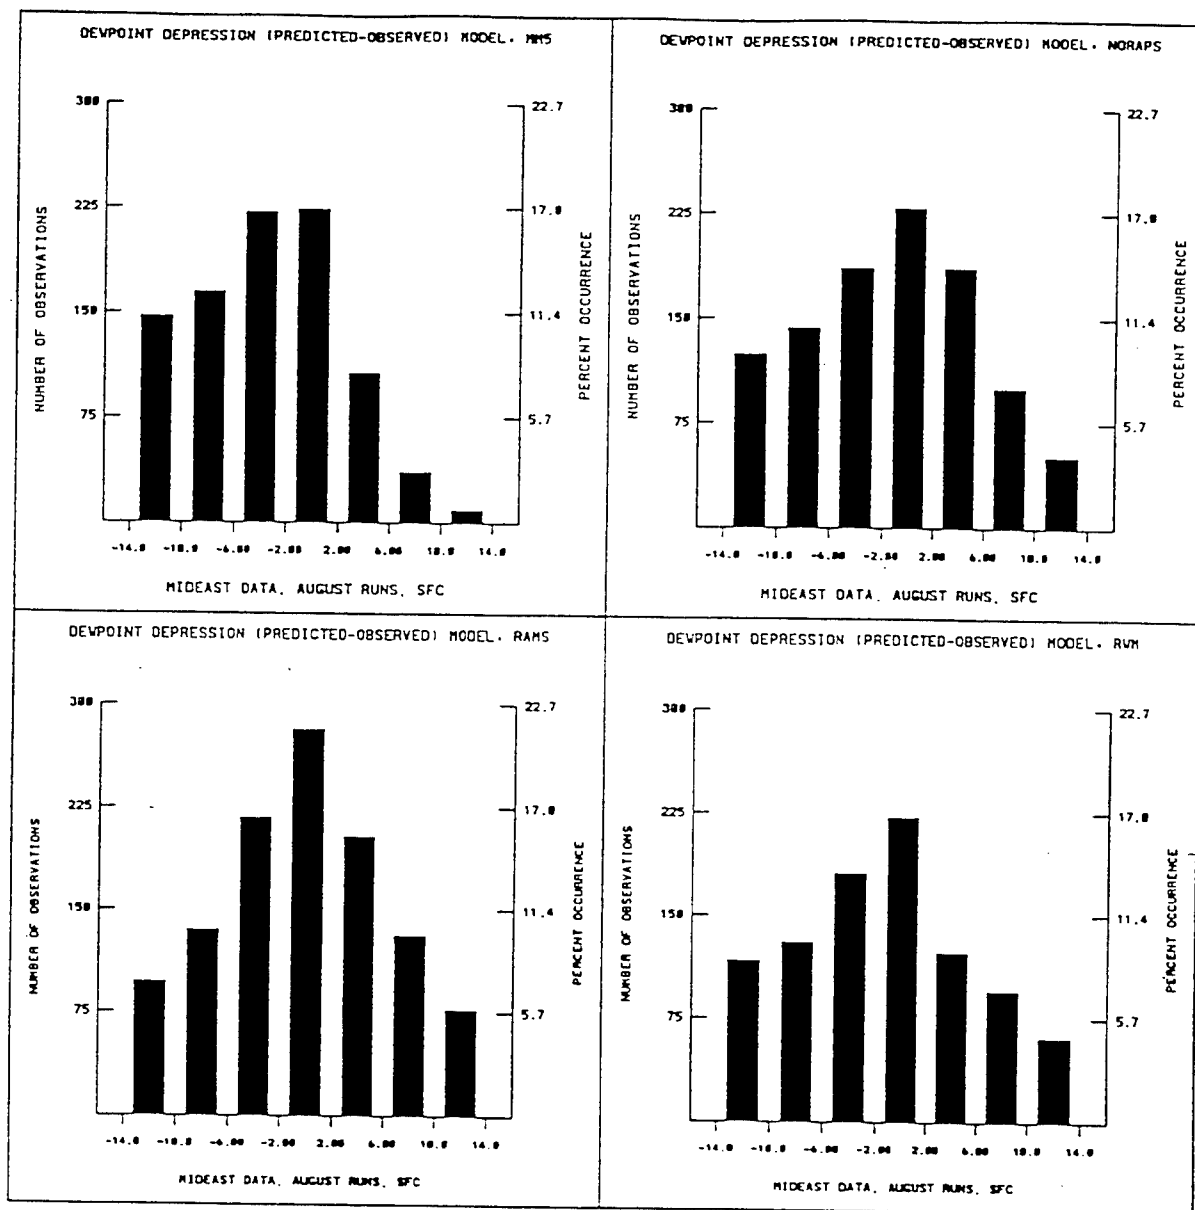 DEWPOINT DEPRESSION (PREDICTED-OBSERVED) MODEL. MM5
300
225
150
75
NUMBER OF OBSERVATIONS
22.7
17.0
11.4
5.7
PERCENT OCCURRENCE
-14.0 -10.0 -6.00 -2.00 2.00 6.00 10.0 14.0
MIDEAST DATA, AUGUST RUNS, SFC
DEWPOINT DEPRESSION (PREDICTED-OBSERVED) MODEL. NORAPS
300
225
150
75
NUMBER OF OBSERVATIONS
22.7
17.0
11.4
5.7
PERCENT OCCURRENCE
-14.0 -10.0 -6.00 -2.00 2.00 6.00 10.0 14.0
MIDEAST DATA, AUGUST RUNS, SFC
DEWPOINT DEPRESSION (PREDICTED-OBSERVED) MODEL. RAMS
300
225
150
75
NUMBER OF OBSERVATIONS
22.7
17.0
11.4
5.7
PERCENT OCCURRENCE
-14.0 -10.0 -6.00 -2.00 2.00 6.00 10.0 14.0
MIDEAST DATA, AUGUST RUNS, SFC
DEWPOINT DEPRESSION (PREDICTED-OBSERVED) MODEL. RWM
300
225
150
75
NUMBER OF OBSERVATIONS
22.7
17.0
11.4
5.7
PERCENT OCCURRENCE
-14.0 -10.0 -6.00 -2.00 2.00 6.00 10.0 14.0
MIDEAST DATA, AUGUST RUNS, SFC